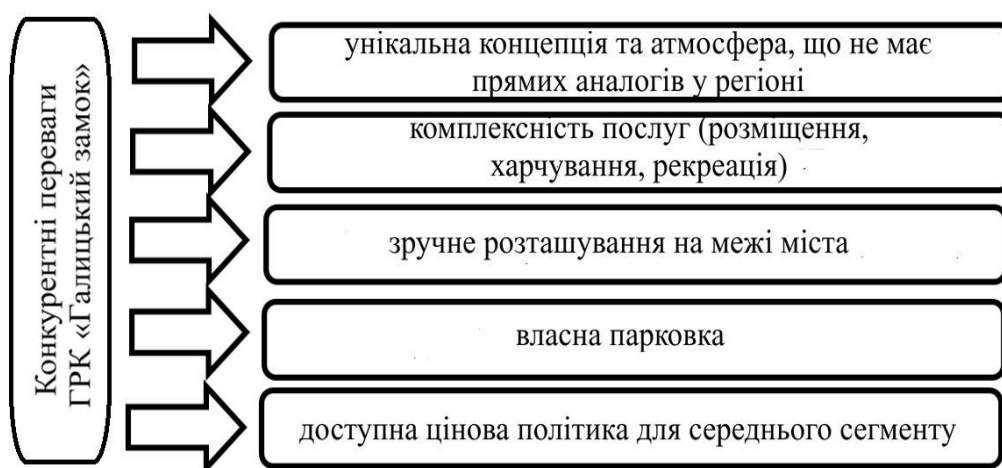 Конкурентні переваги
ГРК «Галицький замок»
унікальна концепція та атмосфера, що не має
прямих аналогів у регіоні
комплексність послуг (розміщення,
харчування, рекреація)
зручне розташування на межі міста
власна парковка
доступна цінова політика для середнього сегменту